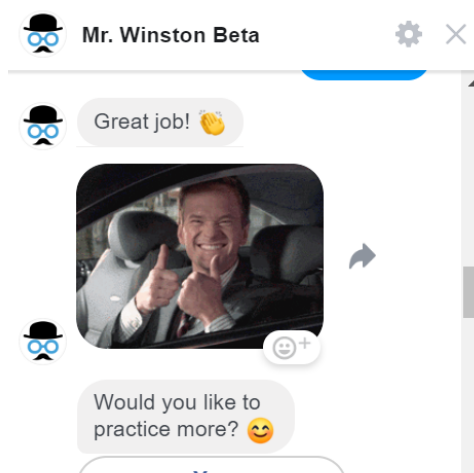 Mr. Winston Beta
Great job! 👏
Would you like to
practice more? 😊